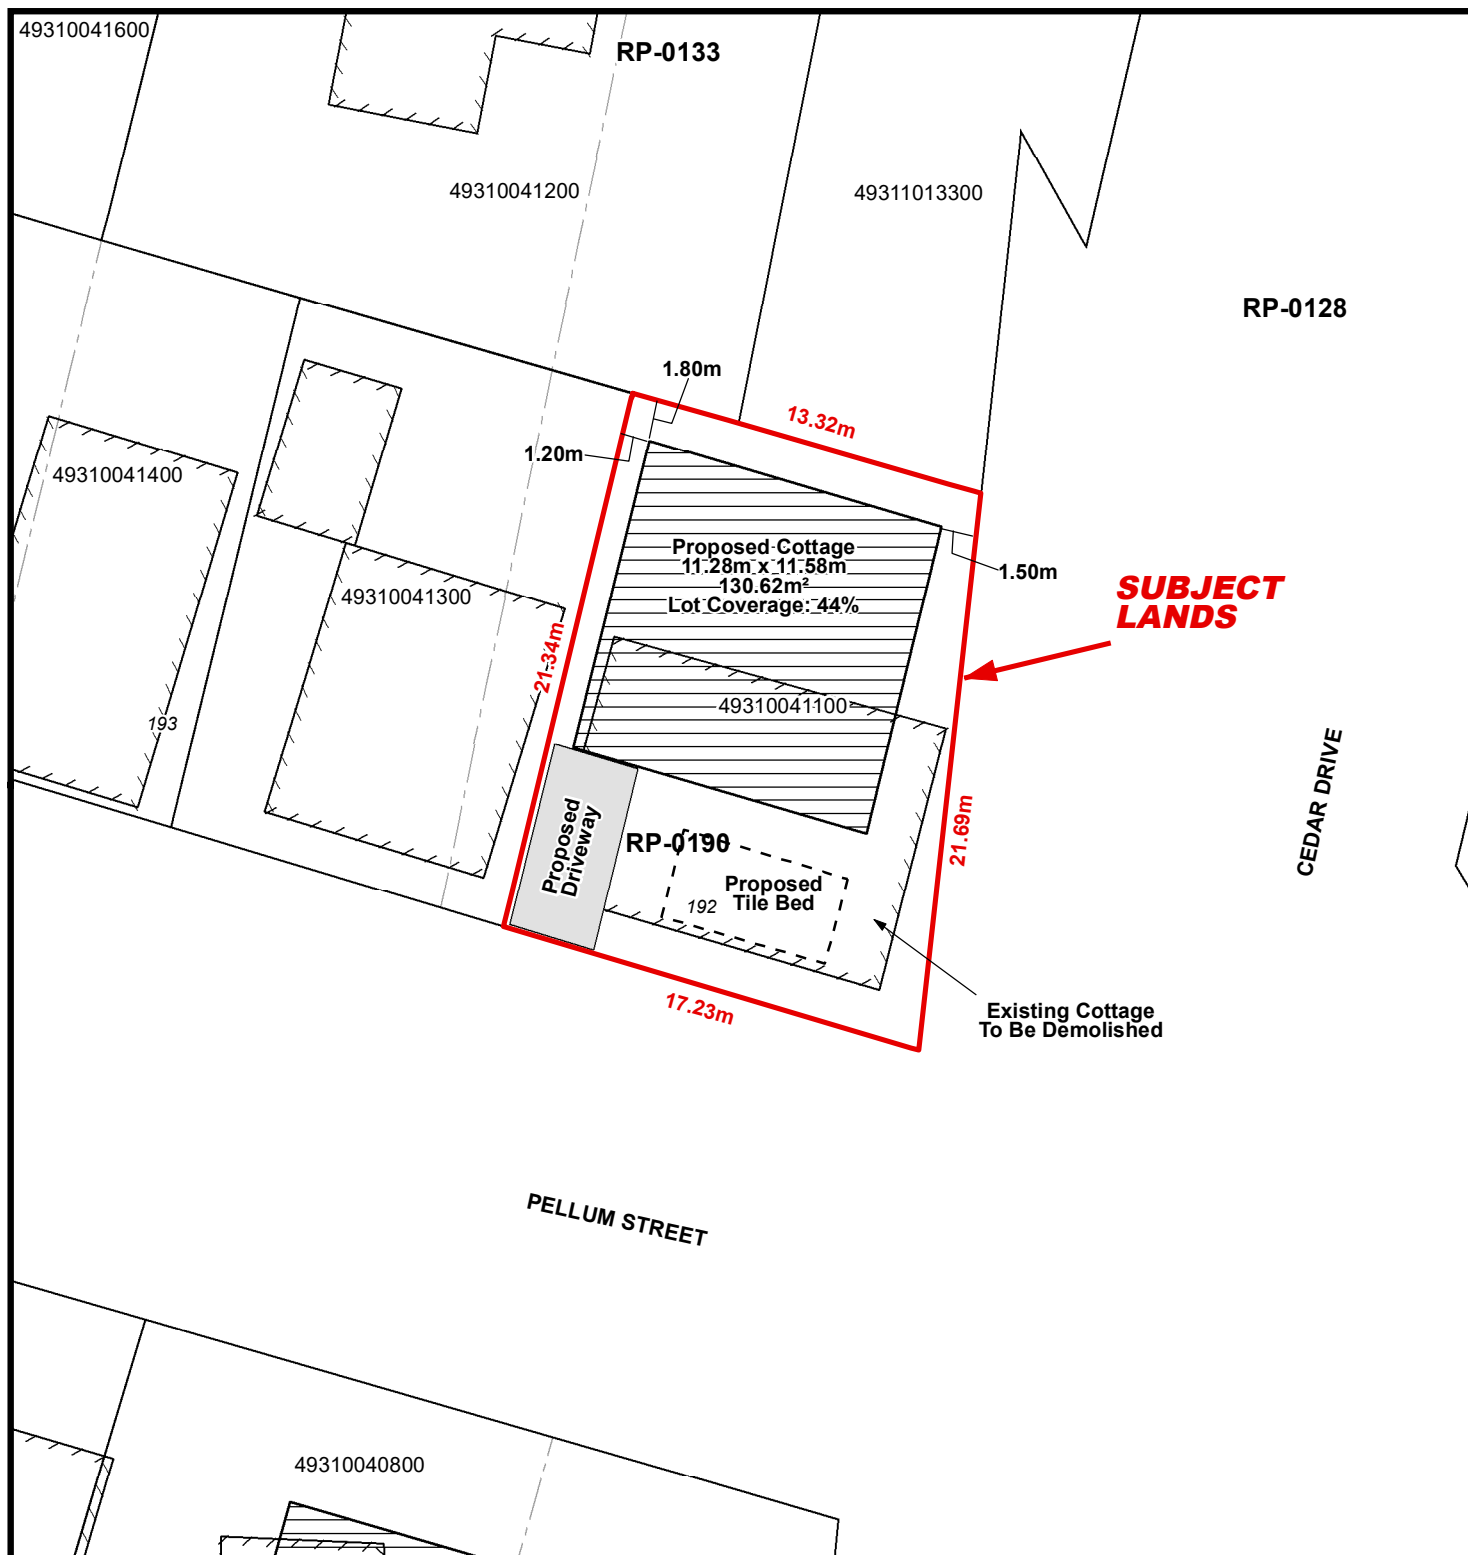 49310041600
RP-0133
49310041200
49311013300
RP-0128
1.80m
13.32m
1.20m
49310041400
Proposed Cottage
11.28m x 11.58m
130.62m²
Lot Coverage: 44%
1.50m
SUBJECT
LANDS
49310041300
21.34m
49310041100
193
CEDAR DRIVE
21.69m
Proposed
Driveway
RP-0190
Proposed
Tile Bed
192
17.23m
Existing Cottage
To Be Demolished
PELLUM STREET
49310040800